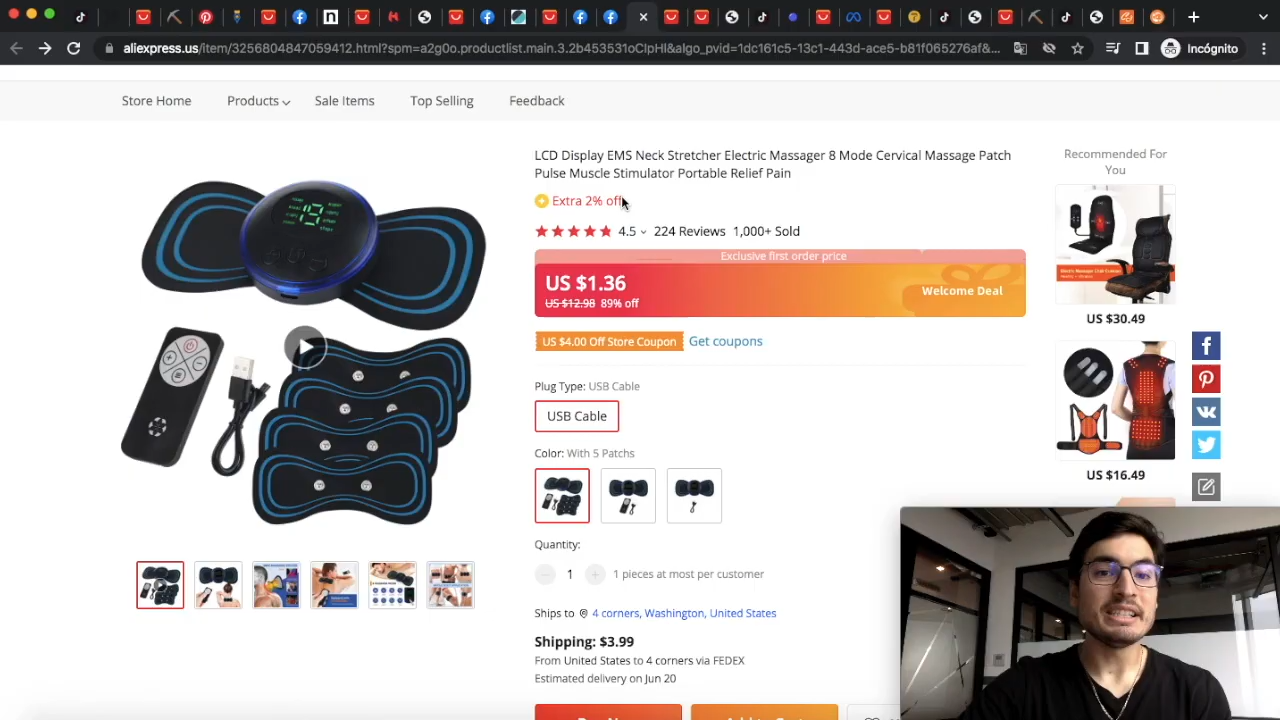 aliexpress.us/item/3256804847059412.html?spm=a2g0o.productlist.main.3.2b453531oClpHl&algo_pvid=1dc161c5-13c1-443d-ace5-b81f065276af&...
Incógnito
Store Home
Products
Sale Items
Top Selling
Feedback
LCD Display EMS Neck Stretcher Electric Massager 8 Mode Cervical Massage Patch
Pulse Muscle Stimulator Portable Relief Pain
Extra 2% off
4.5
224 Reviews
1,000+ Sold
Exclusive first order price
US $1.36
US $12.98 89% off
Welcome Deal
US $4.00 Off Store Coupon
Get coupons
Plug Type: USB Cable
USB Cable
Color: With 5 Patchs
Quantity:
1
1 pieces at most per customer
Ships to
4 corners, Washington, United States
Shipping: $3.99
From United States to 4 corners via FEDEX
Estimated delivery on Jun 20
Recommended For
You
US $30.49
US $16.49